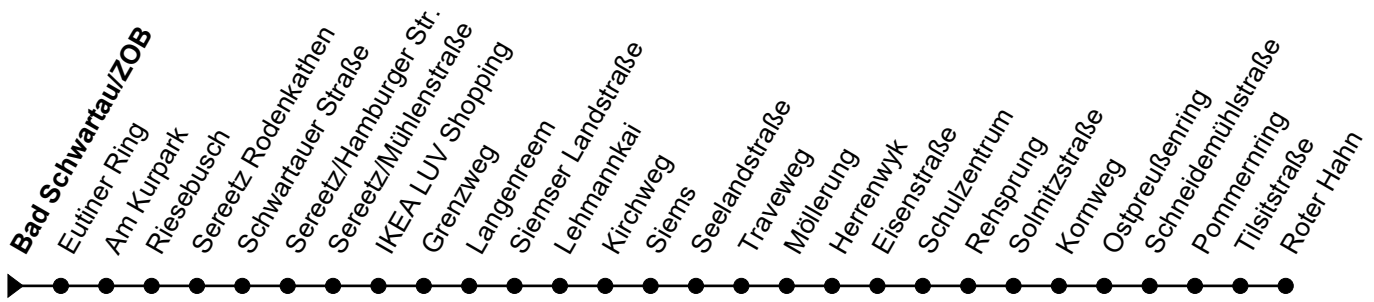 Bad Schwartau/ZOB
Eutiner Ring
Am Kurpark
Riesebusch
Sereetz Rodenkathen
Schwartauer Straße
Sereetz/Hamburger Str.
Sereetz/Mühlenstraße
IKEA LUV Shopping
Grenzweg
Langenreem
Siemser Landstraße
Lehmannkai
Kirchweg
Siems
Seelandstraße
Traveweg
Möllerung
Herrenwyk
Eisenstraße
Schulzentrum
Rehsprung
Solmitzstraße
Kornweg
Ostpreußenring
Schneidemühlstraße
Pommernring
Tilsitstraße
Roter Hahn